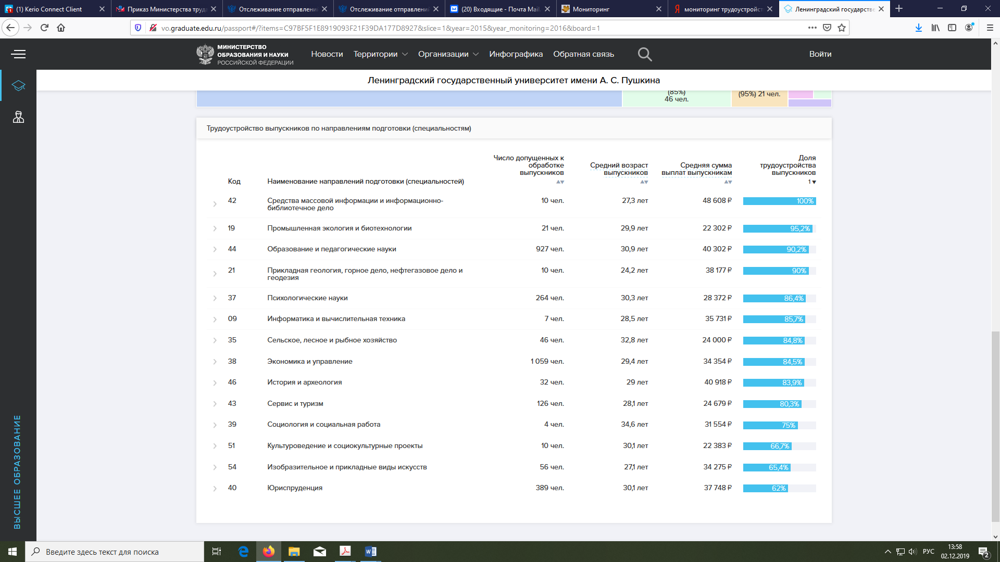 (1) Kerio Connect Client
Приказ Министерства труда
Отслеживание отправлени
Отслеживание отправлени
(20) Входящие - Почта Mail
Мониторинг
Я мониторинг трудоустройст
Ленинградский государстве
vo.graduate.edu.ru/passport#/?items=C97BF5F1E8919093F21F39DA177D8927&slice=1&year=2015&year_monitoring=2016&board=1
МИНИСТЕРСТВО
ОБРАЗОВАНИЯ И НАУКИ
РОССИЙСКОЙ ФЕДЕРАЦИИ
Новости Территории Организации Инфографика Обратная связь
Войти
Ленинградский государственный университет имени А. С. Пушкина
(85%)
46 чел.
(95%) 21 чел.
Трудоустройство выпускников по направлениям подготовки (специальностям)
Код
Наименование направлений подготовки (специальностей)
Число допущенных к
обработке
выпускников
Средний возраст
выпускников
Средняя сумма
выплат выпускникам
Доля
трудоустройства
выпускников
1
42 Средства массовой информации и информационно- 10 чел. 27,3 лет 48 608 ₽ 100%
библиотечное дело
19 Промышленная экология и биотехнологии 21 чел. 29,9 лет 22 302 ₽ 95,2%
44 Образование и педагогические науки 927 чел. 30,9 лет 40 302 ₽ 90,2%
21 Прикладная геология, горное дело, нефтегазовое дело и 10 чел. 24,2 лет 38 177 ₽ 90%
геодезия
37 Психологические науки 264 чел. 30,3 лет 28 372 ₽ 86,4%
09 Информатика и вычислительная техника 7 чел. 28,5 лет 35 731 ₽ 85,7%
35 Сельское, лесное и рыбное хозяйство 46 чел. 32,8 лет 24 000 ₽ 84,8%
38 Экономика и управление 1 059 чел. 29,4 лет 34 354 ₽ 84,5%
46 История и археология 32 чел. 29 лет 40 918 ₽ 83,9%
43 Сервис и туризм 126 чел. 28,1 лет 24 679 ₽ 80,3%
39 Социология и социальная работа 4 чел. 34,6 лет 31 554 ₽ 75%
51 Культуроведение и социокультурные проекты 10 чел. 30,1 лет 22 383 ₽ 66,7%
54 Изобразительное и прикладные виды искусств 56 чел. 27,1 лет 34 275 ₽ 65,4%
40 Юриспруденция 389 чел. 30,1 лет 37 748 ₽ 62%
ВЫСШЕЕ ОБРАЗОВАНИЕ
Введите здесь текст для поиска
РУС
13:58
02.12.2019
2